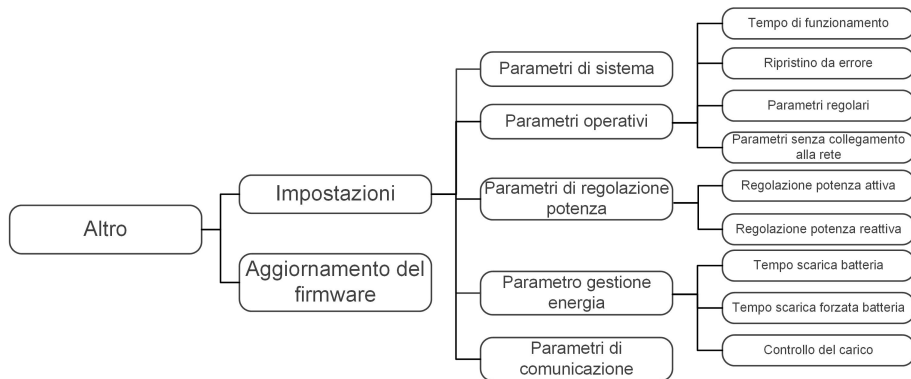 Altro
Impostazioni
Aggiornamento del
firmware
Parametri di sistema
Parametri operativi
Parametri di regolazione
potenza
Parametro gestione
energia
Parametri di
comunicazione
Tempo di funzionamento
Ripristino da errore
Parametri regolari
Parametri senza collegamento
alla rete
Regolazione potenza attiva
Regolazione potenza reattiva
Tempo scarica batteria
Tempo scarica forzata batteria
Controllo del carico